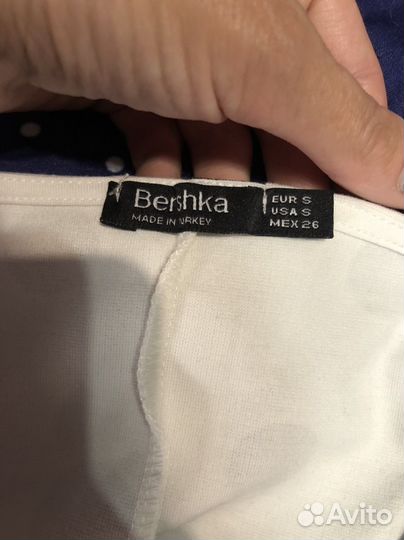 Bershka
MADE IN TURKEY
EUR S
USA S
MEX 26
Avito